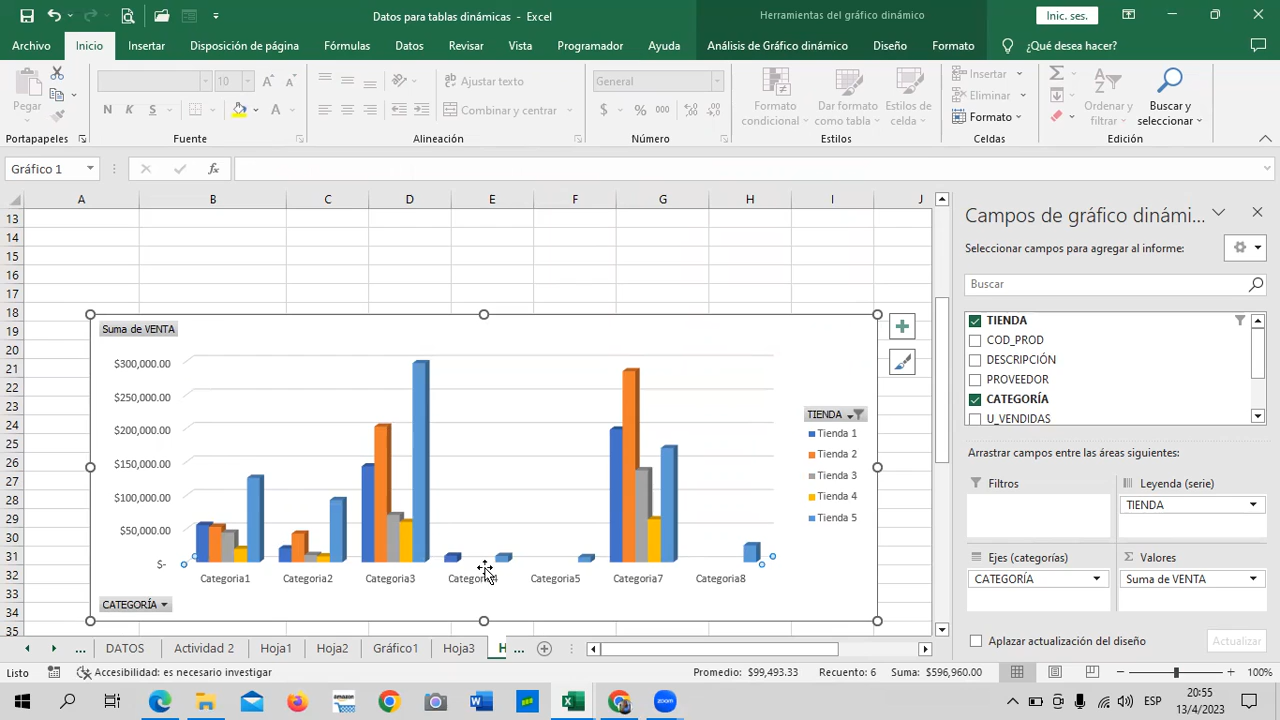 Datos para tablas dinámicas - Excel
Herramientas del gráfico dinámico
Inic. ses.
Archivo
Inicio
Insertar
Disposición de página
Fórmulas
Datos
Revisar
Vista
Programador
Ayuda
Análisis de Gráfico dinámico
Diseño
Formato
¿Qué desea hacer?
Pegar
10
N K S
Ajustar texto
Combinar y centrar
General
$ % 000
Formato condicional
Dar formato como tabla
Estilos de celda
Insertar
Eliminar
Formato
Ordenar y filtrar
Buscar y seleccionar
Portapapeles
Fuente
Alineación
Número
Estilos
Celdas
Edición
Gráfico 1
fx
A B C D E F G H I J
13
14
15
16
17
18
19
20
21
22
23
24
25
26
27
28
29
30
31
32
33
34
35
Suma de VENTA
$300,000.00
$250,000.00
$200,000.00
$150,000.00
$100,000.00
$50,000.00
$-
Categoria1
Categoria2
Categoria3
Categoria5
Categoria7
Categoria8
CATEGORÍA
TIENDA
Tienda 1
Tienda 2
Tienda 3
Tienda 4
Tienda 5
Campos de gráfico dinámi...
Seleccionar campos para agregar al informe:
Buscar
TIENDA
COD_PROD
DESCRIPCIÓN
PROVEEDOR
CATEGORÍA
U_VENDIDAS
Arrastrar campos entre las áreas siguientes:
Filtros
Leyenda (serie)
TIENDA
Ejes (categorías)
CATEGORÍA
Valores
Suma de VENTA
Aplazar actualización del diseño
Actualizar
...
DATOS
Actividad 2
Hoja1
Hoja2
Gráfico1
Hoja3
H
...
Listo
Accesibilidad: es necesario investigar
Promedio: $99,493.33
Recuento: 6
Suma: $596,960.00
100%
ESP
20:55
13/4/2023